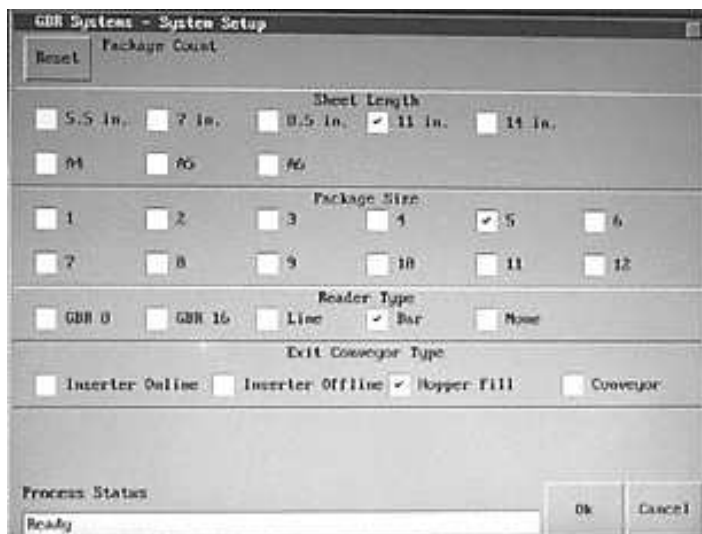 GBR Systems - System Setup
Reset Package Count
Sheet Length
5.5 in. 7 in. 8.5 in. 11 in. 14 in.
A4 A5 A6
Package Size
1 2 3 4 5 6
7 8 9 10 11 12
Reader Type
GBR 8 GBR 16 Line Bar None
Exit Conveyor Type
Inserter Online Inserter Offline Hopper Fill Conveyor
Process Status
Ready
Ok Cancel